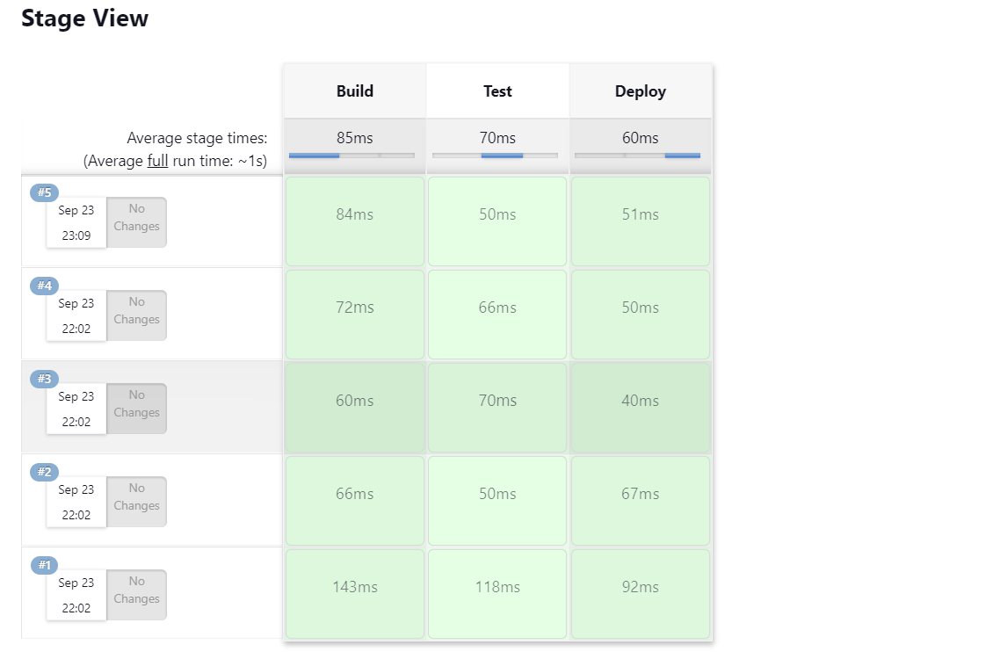 Stage View
Build Test Deploy
Average stage times:
(Average full run time: ~1s)
85ms 70ms 60ms
#5
Sep 23
23:09
No
Changes
84ms 50ms 51ms
#4
Sep 23
22:02
No
Changes
72ms 66ms 50ms
#3
Sep 23
22:02
No
Changes
60ms 70ms 40ms
#2
Sep 23
22:02
No
Changes
66ms 50ms 67ms
#1
Sep 23
22:02
No
Changes
143ms 118ms 92ms